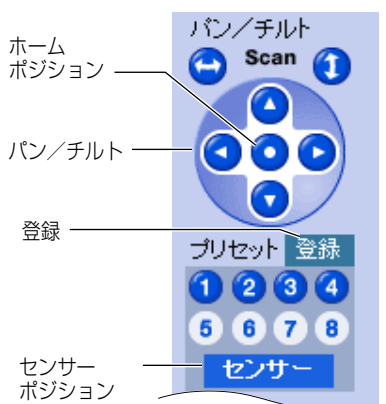 パン／チルト
Scan
ホーム
ポジション
パン／チルト
登録
プリセット 登録
1 2 3 4
5 6 7 8
センサー
センサー
ポジション